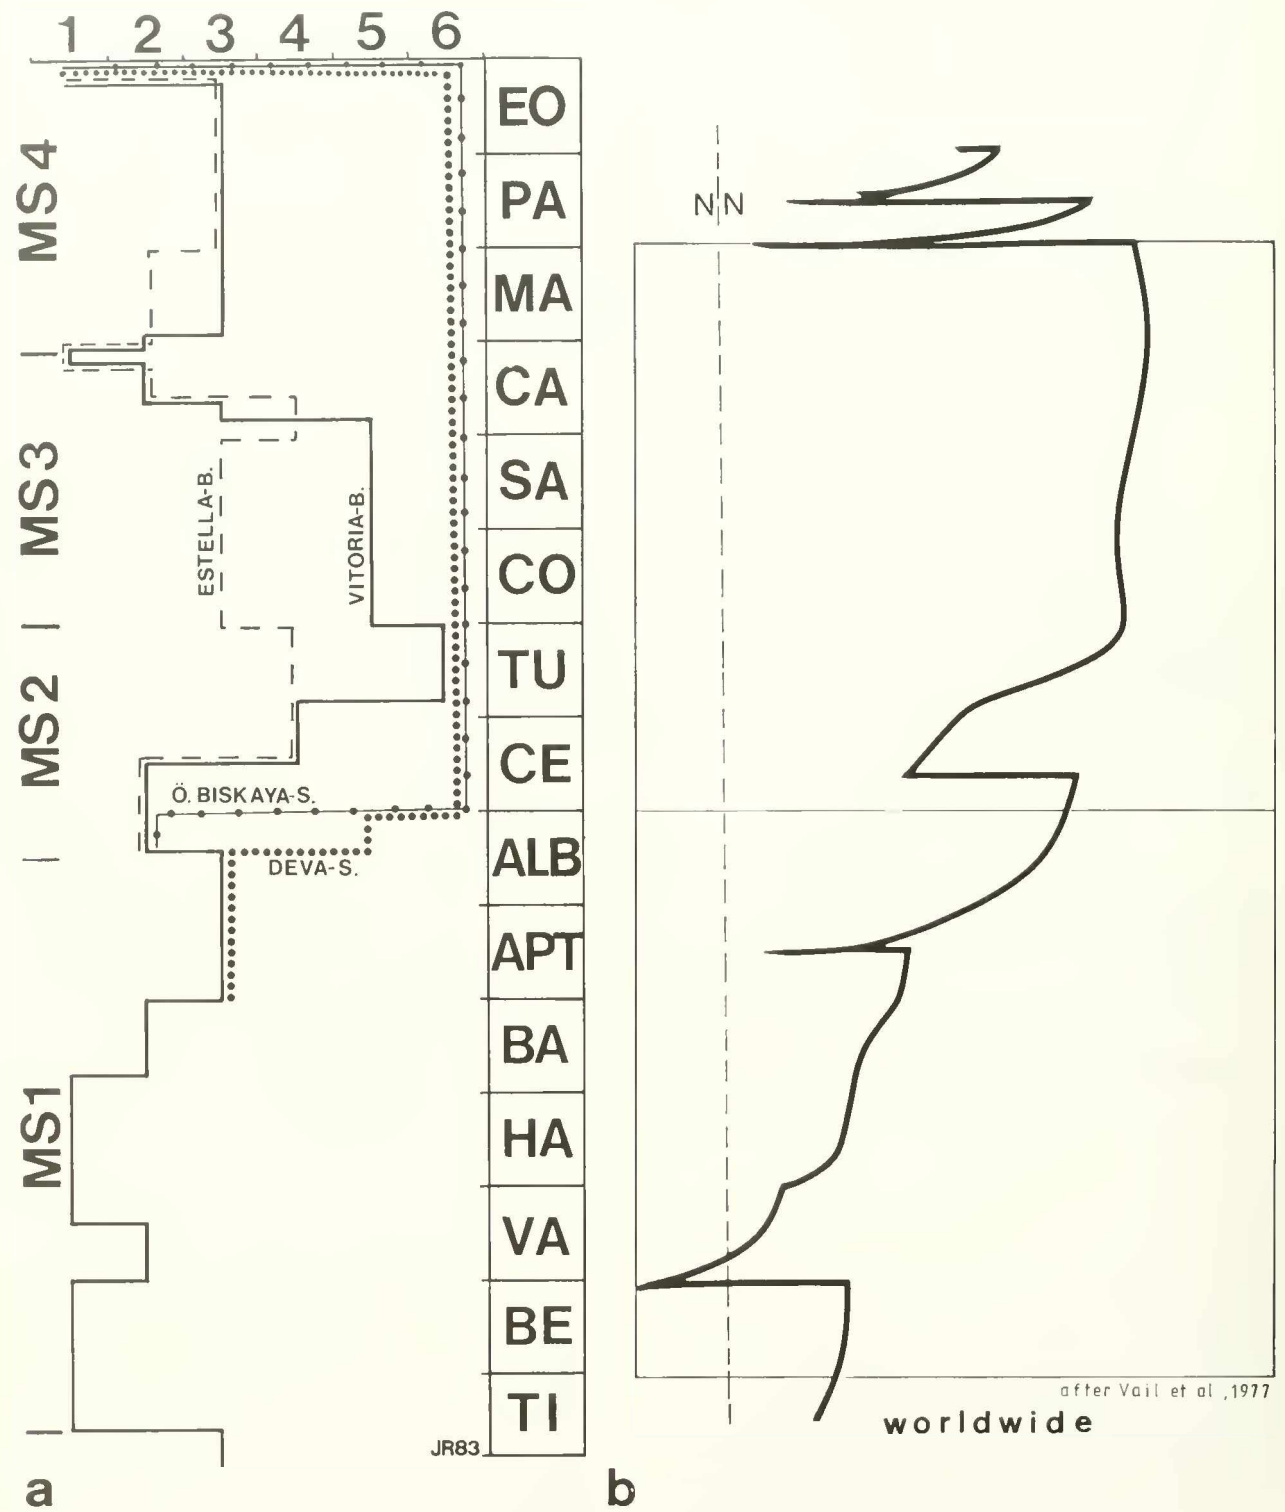 1 2 3 4 5 6
MS4
MS3
MS2
MS1
ESTELLA-B.
VITORIA-B.
Ö. BISKAYA-S.
DEVA-S.
EO
PA
MA
CA
SA
CO
TU
CE
ALB
APT
BA
HA
VA
BE
TI
JR83
a
NN
after Vail et al ,1977
worldwide
b